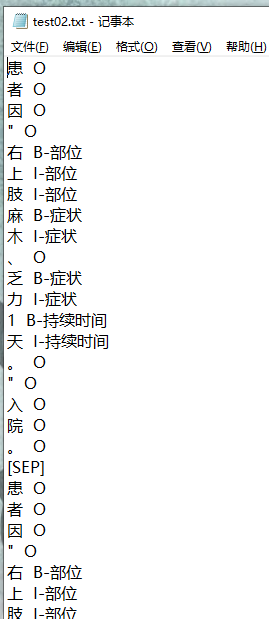 test02.txt - 记事本
文件(F) 编辑(E) 格式(O) 查看(V) 帮助(H)
患 O
者 O
因 O
" O
右 B-部位
上 I-部位
肢 I-部位
麻 B-症状
木 I-症状
、 O
乏 B-症状
力 I-症状
1 B-持续时间
天 I-持续时间
。 O
" O
入 O
院 O
。 O
[SEP]
患 O
者 O
因 O
" O
右 B-部位
上 I-部位
肢 I-部位